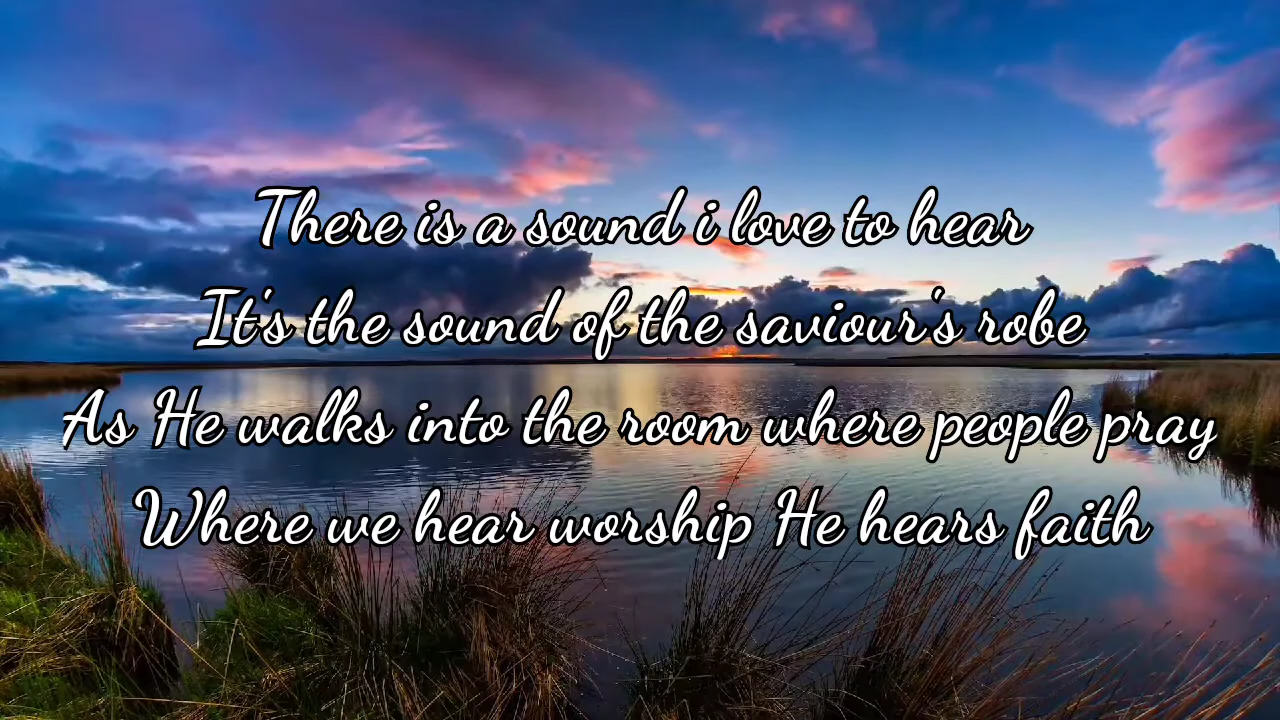 There is a sound i love to hear
It's the sound of the saviour's robe
As He walks into the room where people pray
Where we hear worship He hears faith